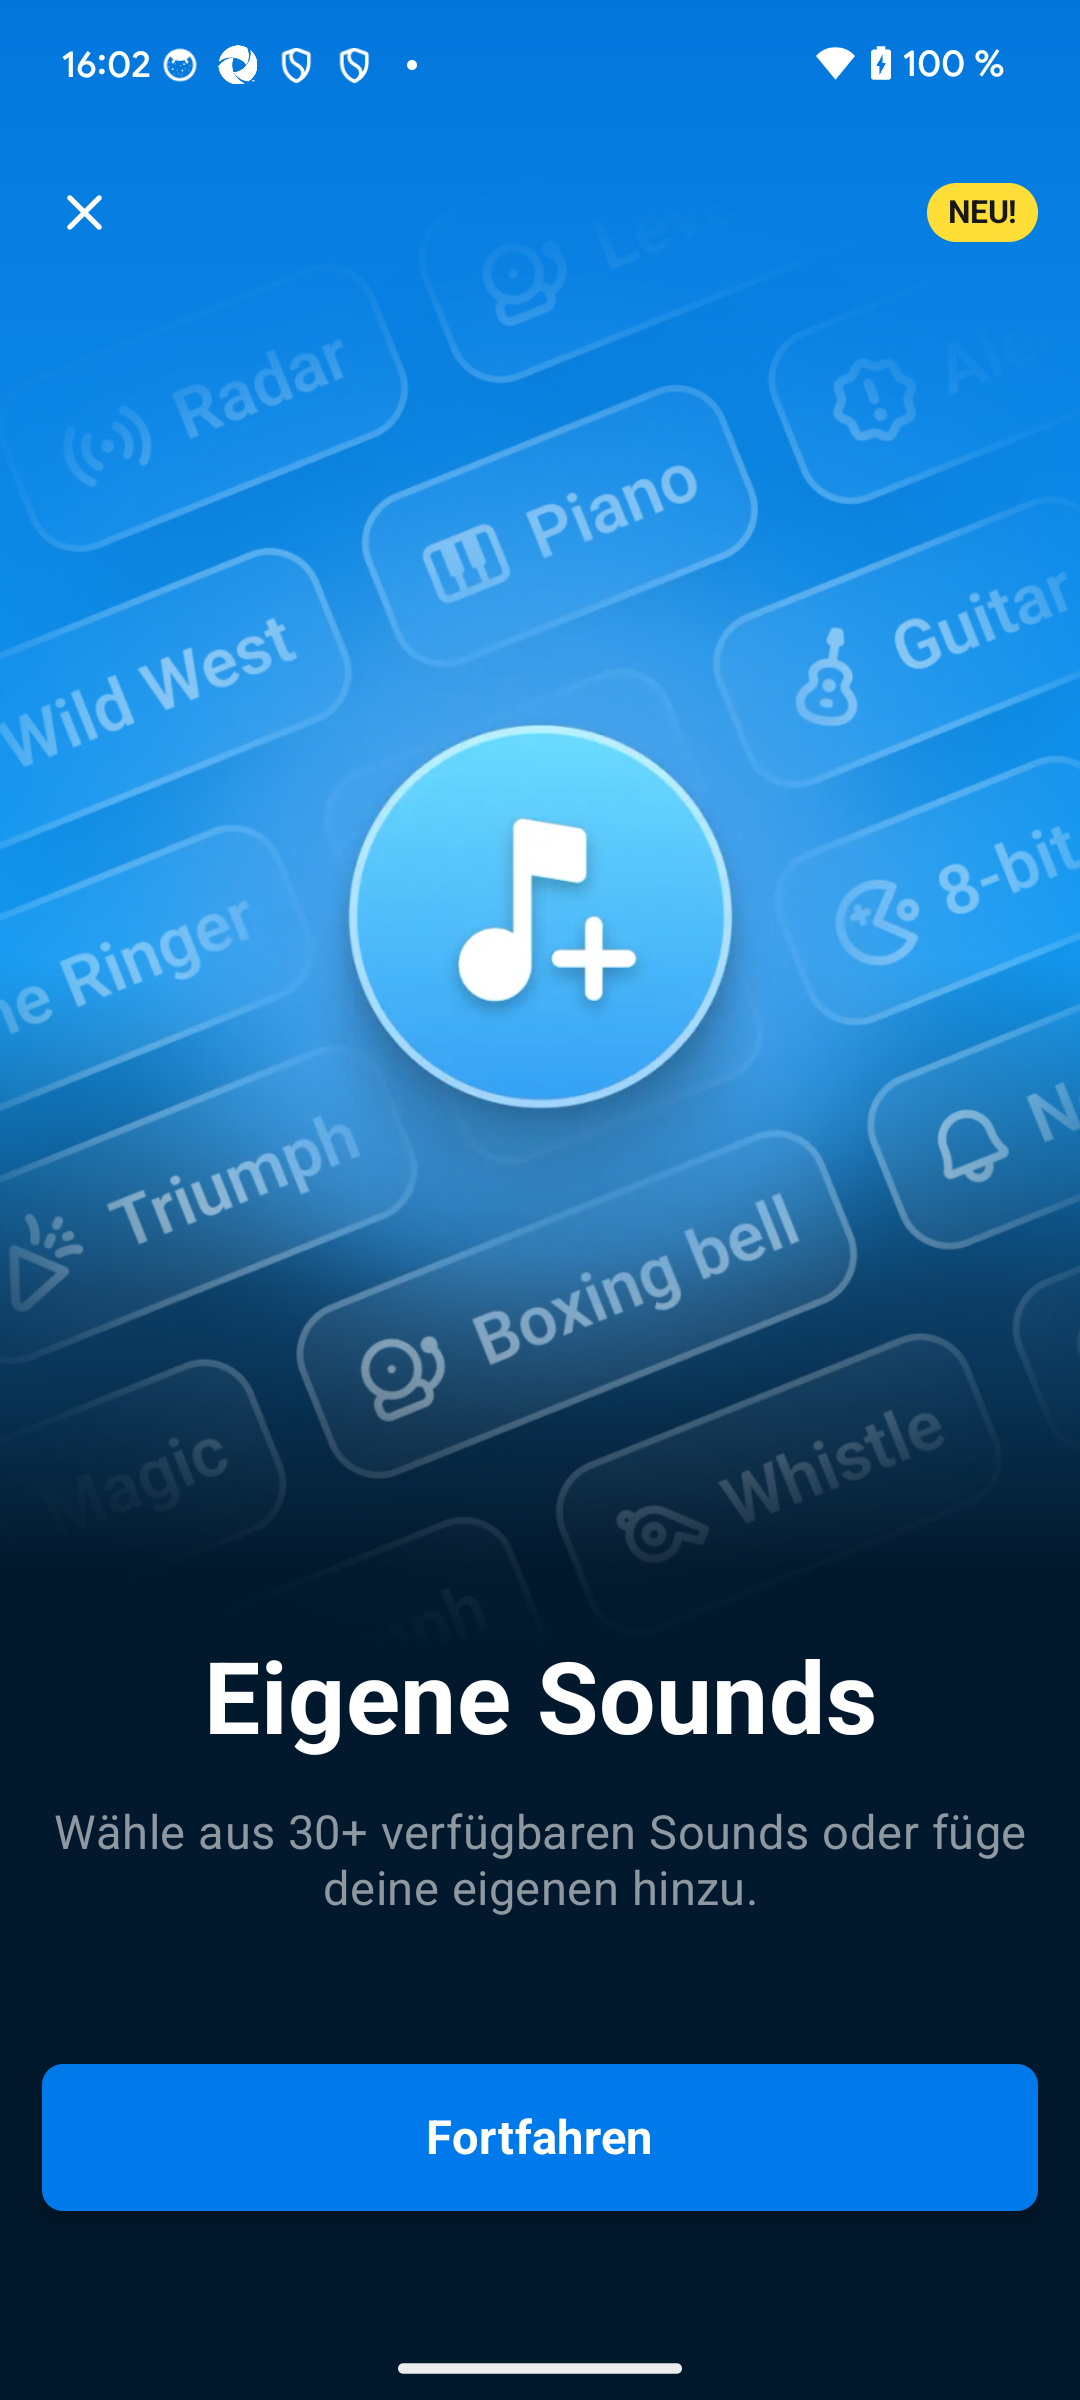 16:02
100 %
NEU!
Radar
Piano
Guitar
Wild West
8-bit
Ringer
Triumph
Boxing bell
Magic
Whistle
Eigene Sounds
Wähle aus 30+ verfügbaren Sounds oder füge
deine eigenen hinzu.
Fortfahren